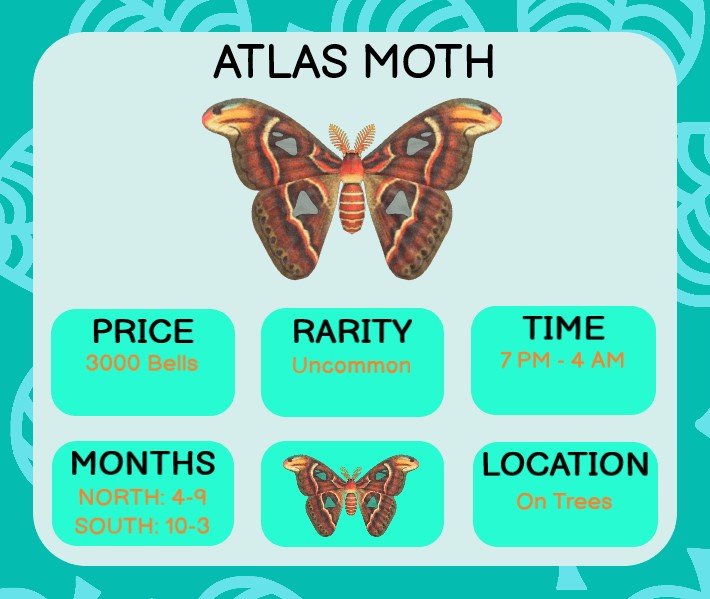 ATLAS MOTH
PRICE
3000 Bells
RARITY
Uncommon
TIME
7 PM - 4 AM
MONTHS
NORTH: 4-9
SOUTH: 10-3
LOCATION
On Trees